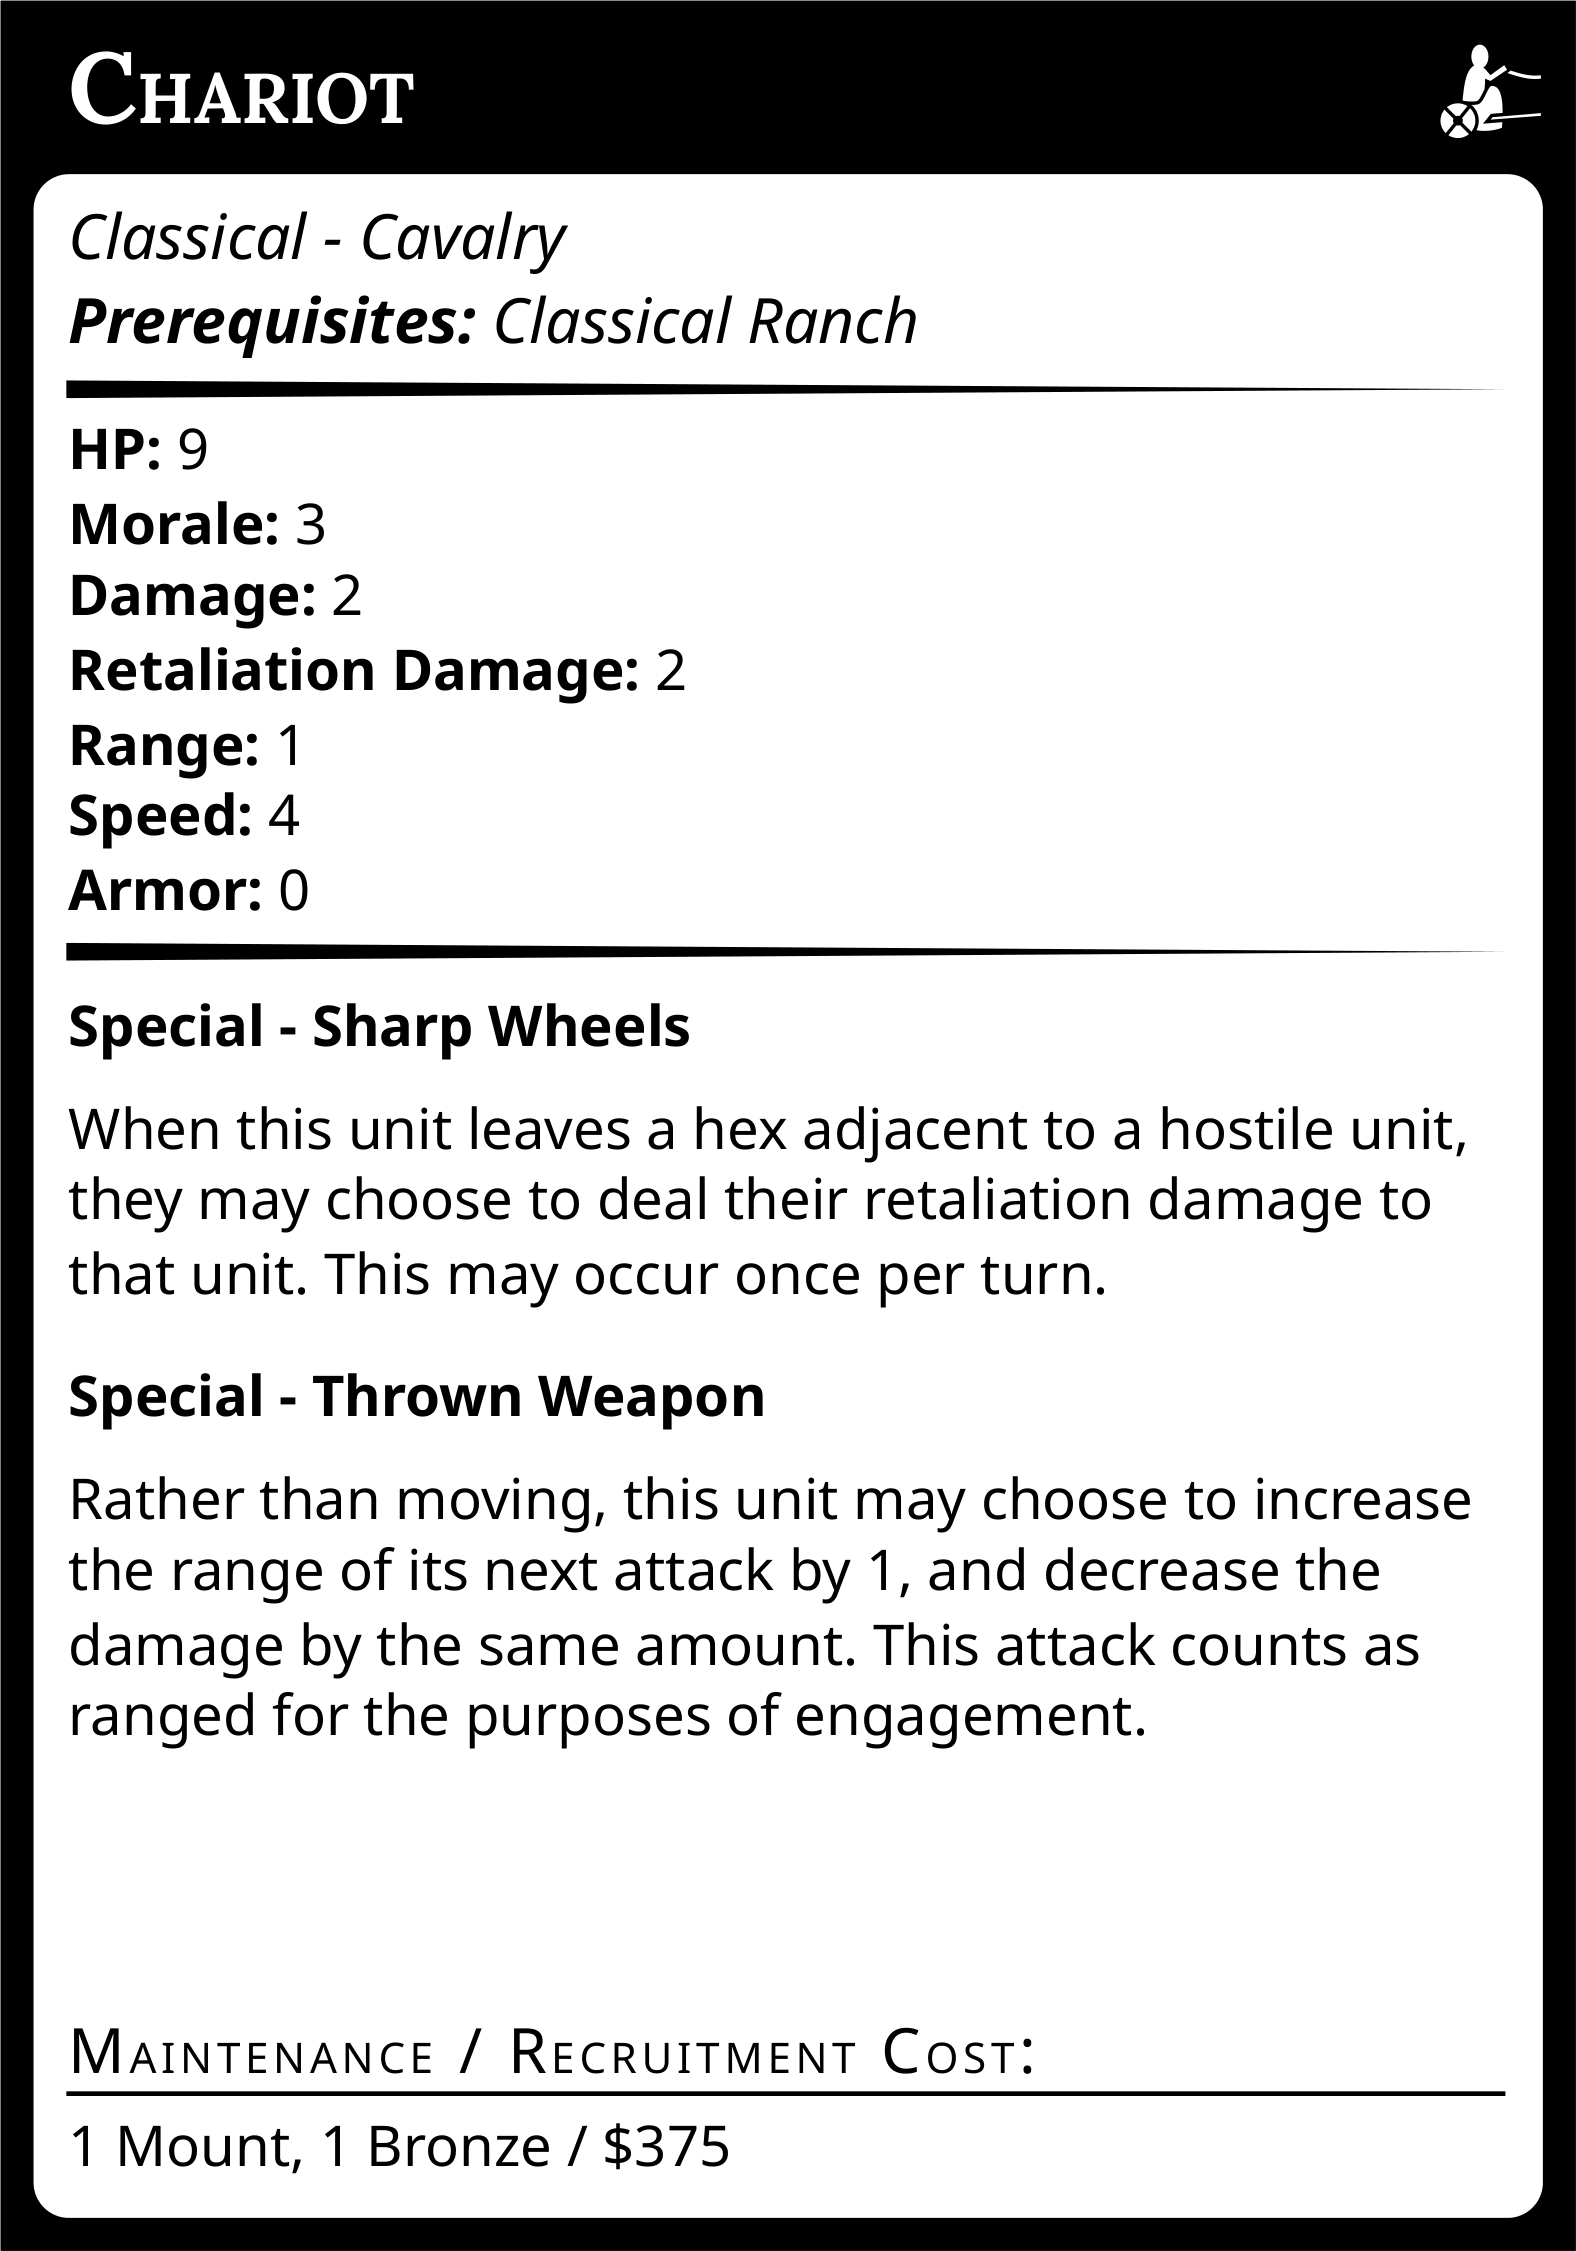 Chariot
Classical - Cavalry
Prerequisites: Classical Ranch
HP: 9
Morale: 3
Damage: 2
Retaliation Damage: 2
Range: 1
Speed: 4
Armor: 0
Special - Sharp Wheels
When this unit leaves a hex adjacent to a hostile unit,
they may choose to deal their retaliation damage to
that unit. This may occur once per turn.
Special - Thrown Weapon
Rather than moving, this unit may choose to increase
the range of its next attack by 1, and decrease the
damage by the same amount. This attack counts as
ranged for the purposes of engagement.
Maintenance / Recruitment Cost:
1 Mount, 1 Bronze / $375